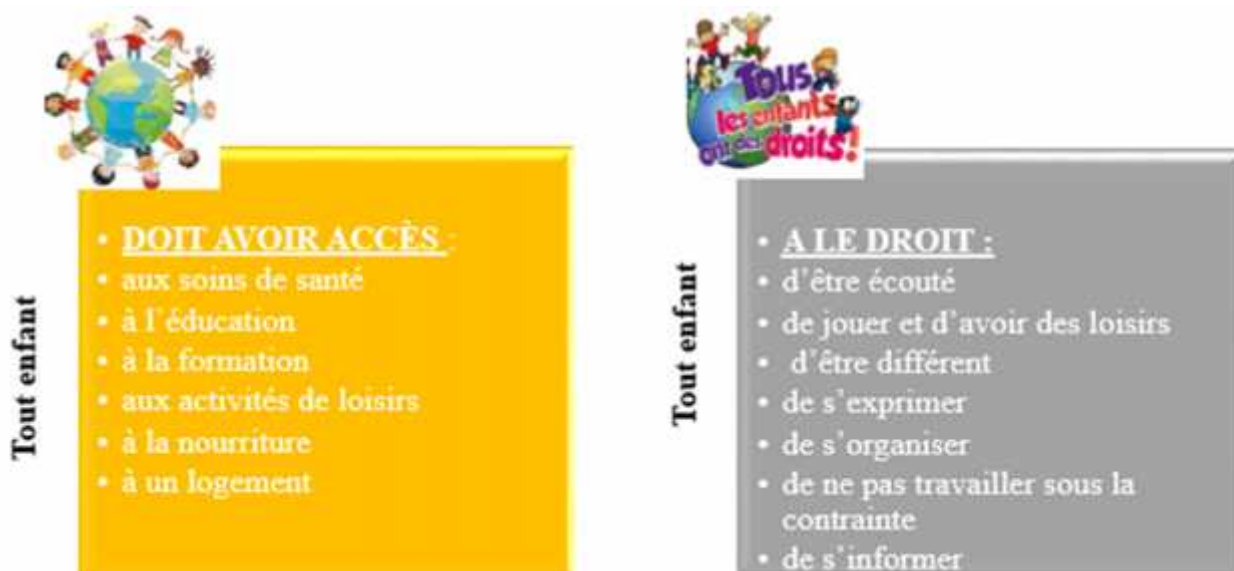 Tout enfant
• DOIT AVOIR ACCÈS :
• aux soins de santé
• à l'éducation
• à la formation
• aux activités de loisirs
• à la nourriture
• à un logement
TOUS
les enfants
ont des
droits!
Tout enfant
• A LE DROIT :
• d'être écouté
• de jouer et d'avoir des loisirs
• d'être différent
• de s'exprimer
• de s'organiser
• de ne pas travailler sous la
contrainte
• de s'informer